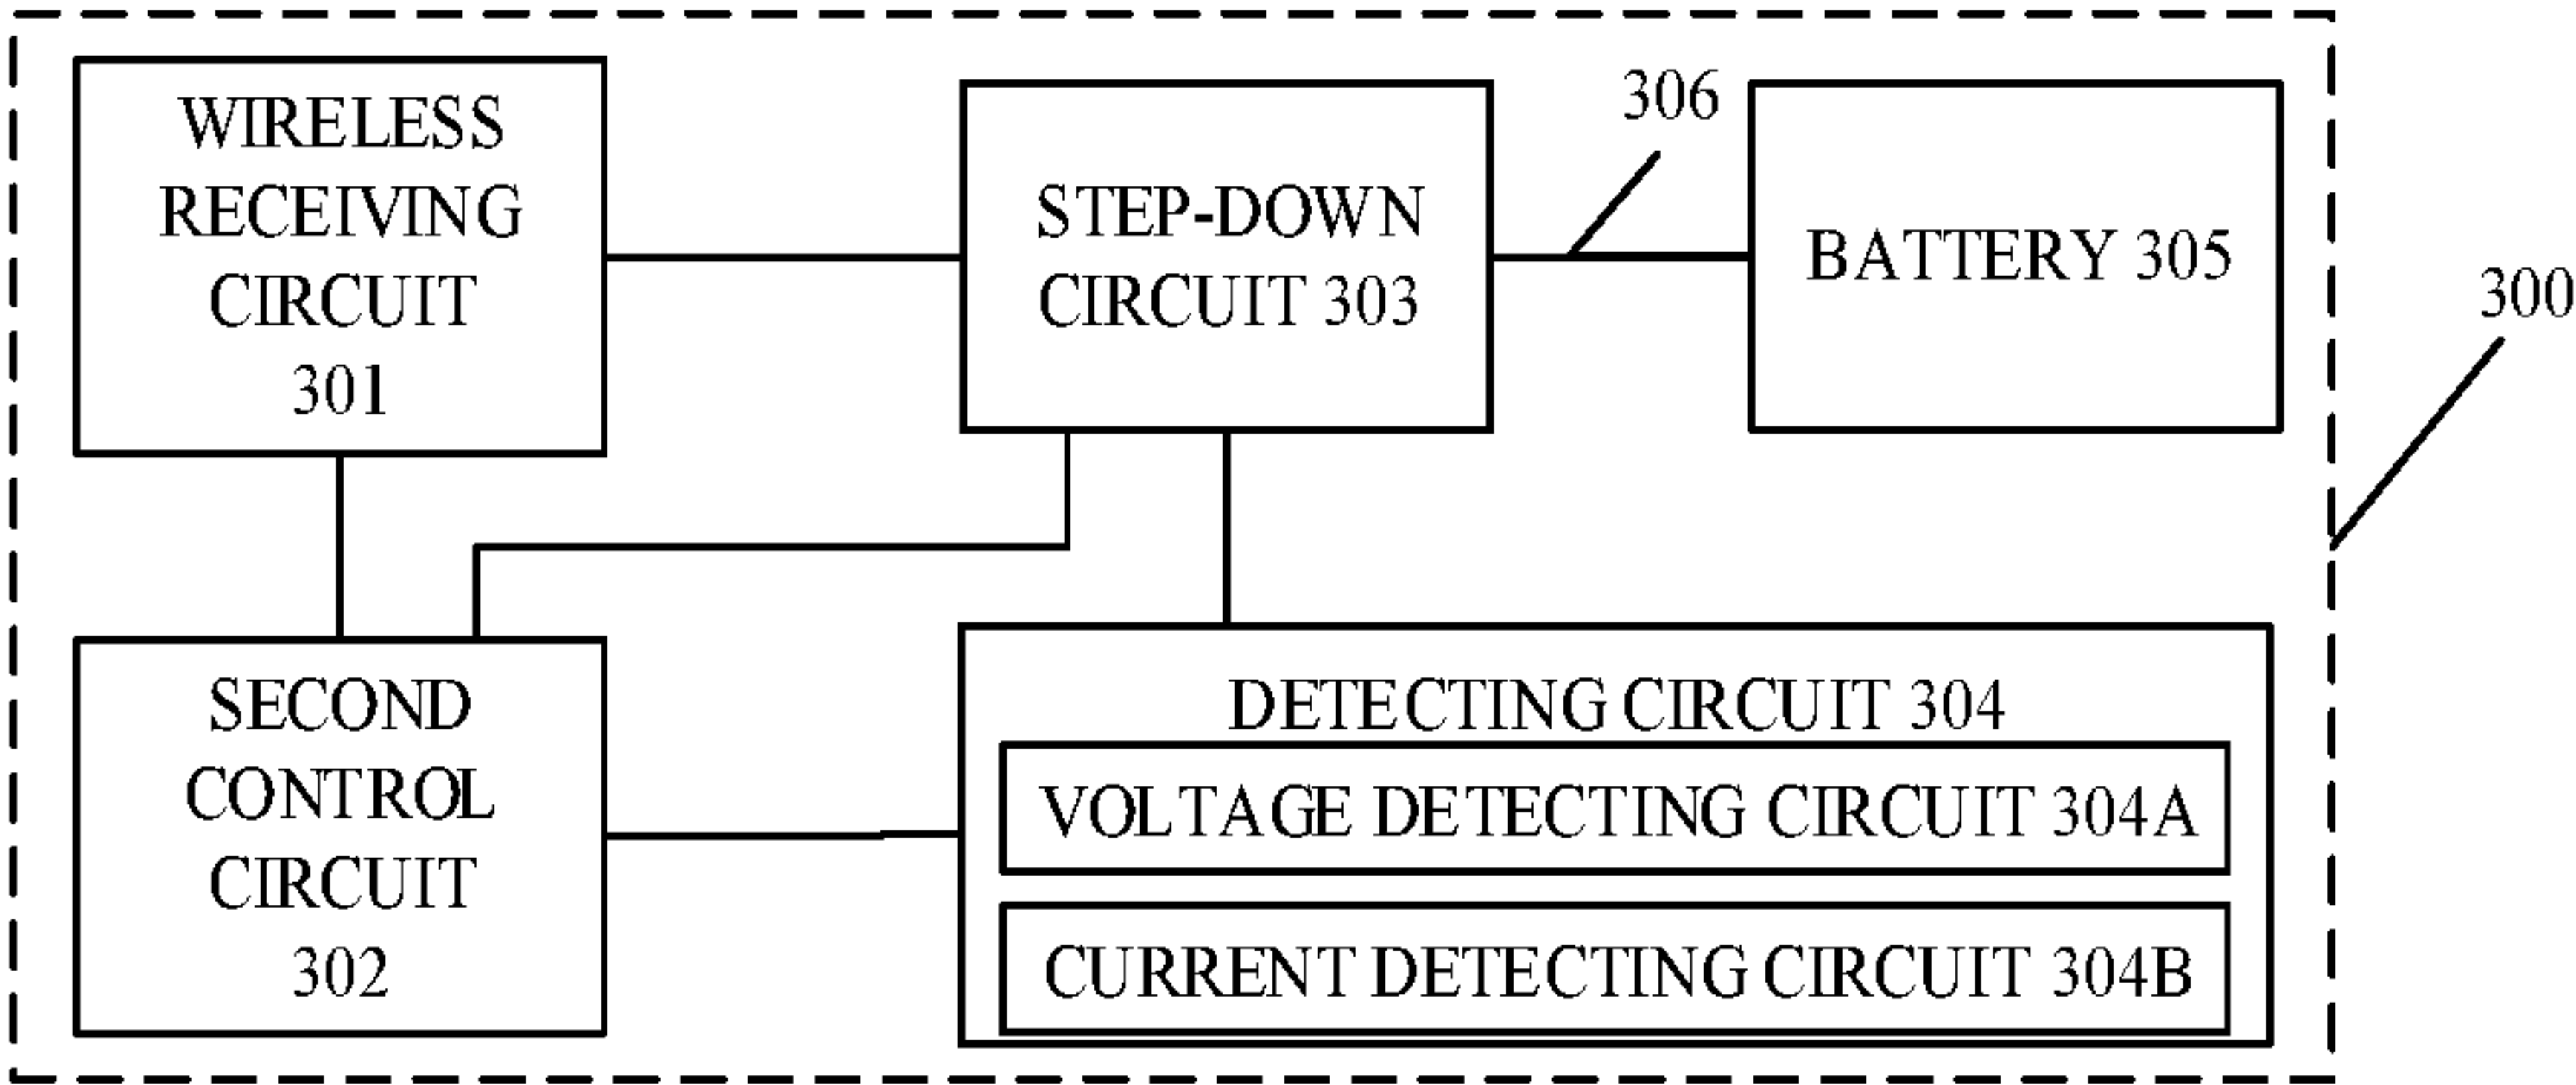 WIRELESS
RECEIVING
CIRCUIT
301
STEP-DOWN
CIRCUIT 303
306
BATTERY 305
300
SECOND
CONTROL
CIRCUIT
302
DETECTING CIRCUIT 304
VOLTAGE DETECTING CIRCUIT 304A
CURRENT DETECTING CIRCUIT 304B